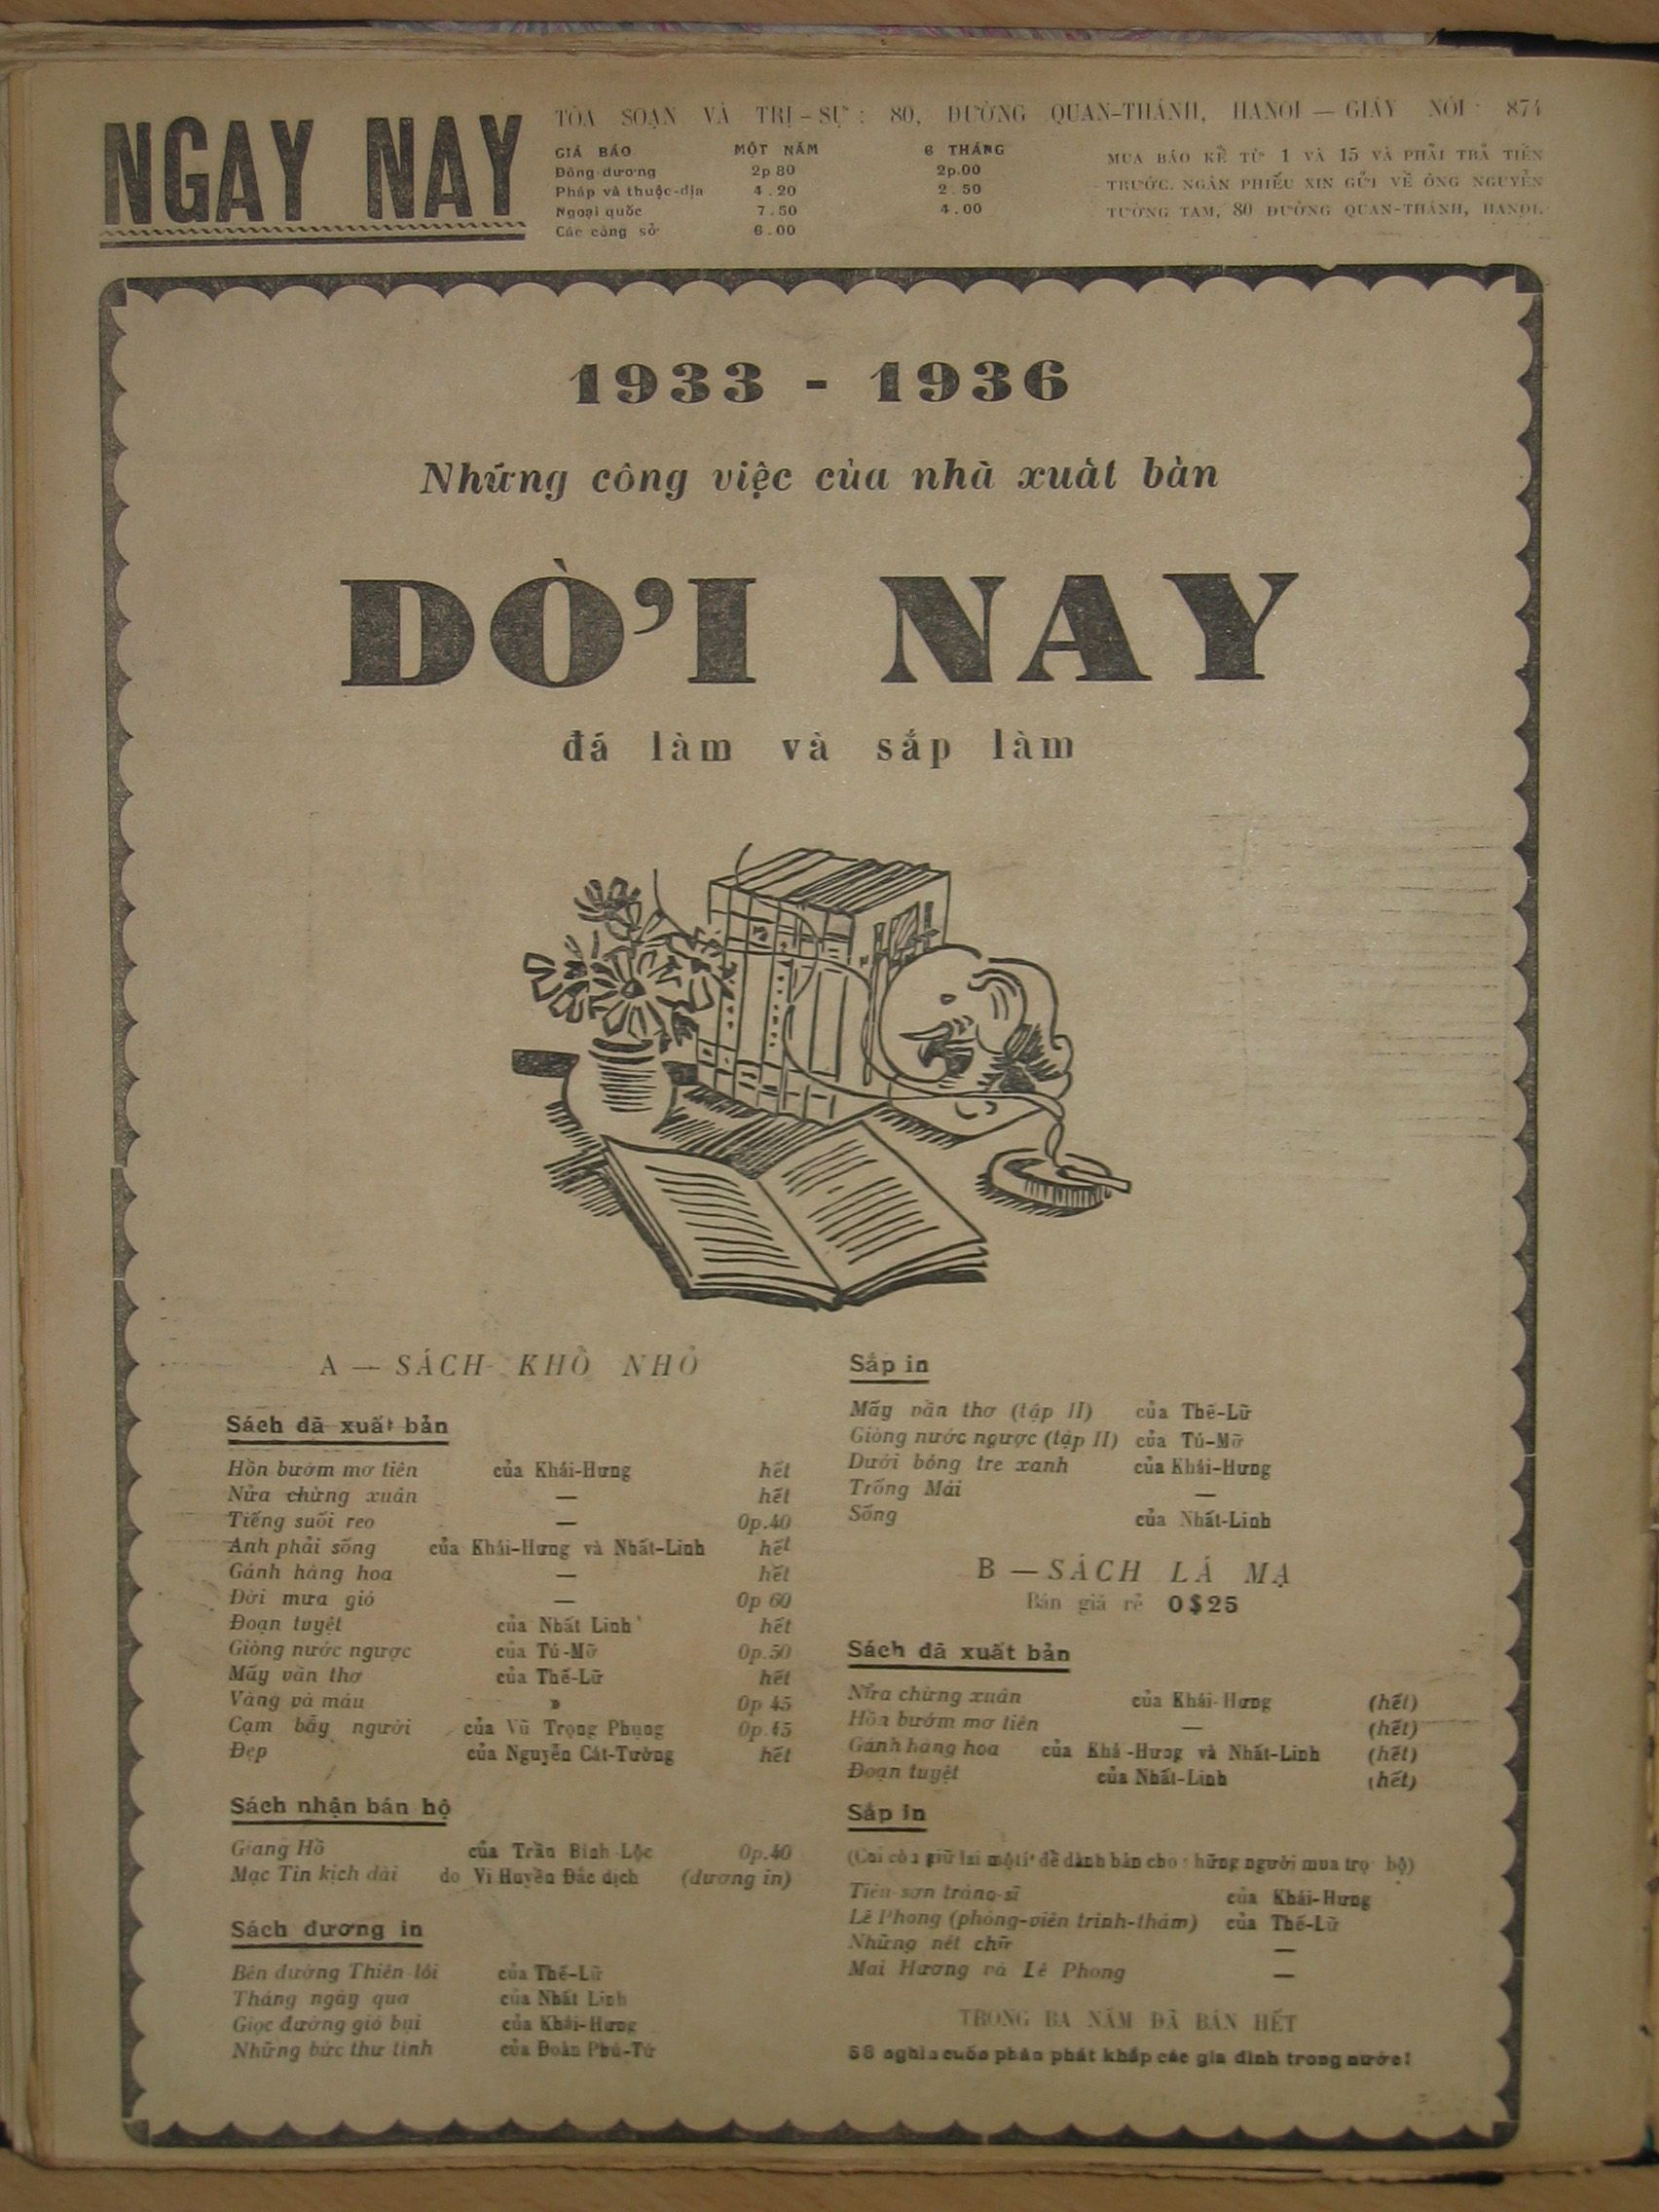 NGAY NAY
TÒA SOẠN VÀ TRỊ-SỰ : 80, ĐƯỜNG QUAN-THÁNH, HANOI — GIÂY NÓI : 874
GIÁ BÁO MỘT NĂM 6 THÁNG
Đông-dương 2p 80 2p.00
Pháp và thuộc-địa 4.20 2.50
Ngoại quốc 7.50 4.00
Các công sở 6.00
MUA BÁO KỂ TỪ 1 VÀ 15 VÀ PHẢI TRẢ TIỀN
TRƯỚC. NGÂN PHIẾU XIN GỬI VỀ ÔNG NGUYỄN
TƯỜNG TAM, 80 ĐƯỜNG QUAN-THÁNH, HANOI.
1933 - 1936
Những công việc của nhà xuất bản
ĐỜI NAY
đã làm và sắp làm
A — SÁCH KHỔ NHỎ
Sách đã xuất bản
Hồn bướm mơ tiên của Khái-Hưng hết
Nửa chừng xuân — hết
Tiếng suối reo — 0p.40
Anh phải sống của Khái-Hưng và Nhất-Linh hết
Gánh hàng hoa — hết
Đời mưa gió — 0p 60
Đoạn tuyệt của Nhất Linh hết
Giòng nước ngược của Tú-Mỡ 0p.50
Mấy vần thơ của Thế-Lữ hết
Vàng và máu » 0p 45
Cạm bẫy người của Vũ Trọng Phụng 0p.45
Đẹp của Nguyễn Cát-Tường hết
Sách nhận bán hộ
Giang Hồ của Trần Bình Lộc 0p.40
Mạc Tin kịch dài do Vi Huyền Đắc dịch (đương in)
Sách đương in
Bên đường Thiên lôi của Thế-Lữ
Tháng ngày qua của Nhất Linh
Giọc đường gió bụi của Khái-Hưng
Những bức thư tình của Đoàn Phú-Tứ
Sắp in
Mấy vần thơ (tập II) của Thế-Lữ
Giòng nước ngược (tập II) của Tú-Mỡ
Dưới bóng tre xanh của Khái-Hưng
Trống Mái —
Sống của Nhất-Linh
B — SÁCH LÁ MẠ
Bán giá rẻ 0$25
Sách đã xuất bản
Nửa chừng xuân của Khái-Hưng (hết)
Hồn bướm mơ tiên — (hết)
Gánh hàng hoa của Khá-Hưng và Nhất-Linh (hết)
Đoạn tuyệt của Nhất-Linh (hết)
Sắp in
giữ lại để dành bán cho những người mua trọ bộ)
Tiêu-sơn tráng-sĩ của Khái-Hưng
Lê Phong (phóng-viên trinh-thám) của Thế-Lữ
Những nét chữ —
Mai Hương và Lê Phong —
TRONG BA NĂM ĐÃ BÁN HẾT
58 nghìn cuốn phân phát khắp các gia đình trong nước!